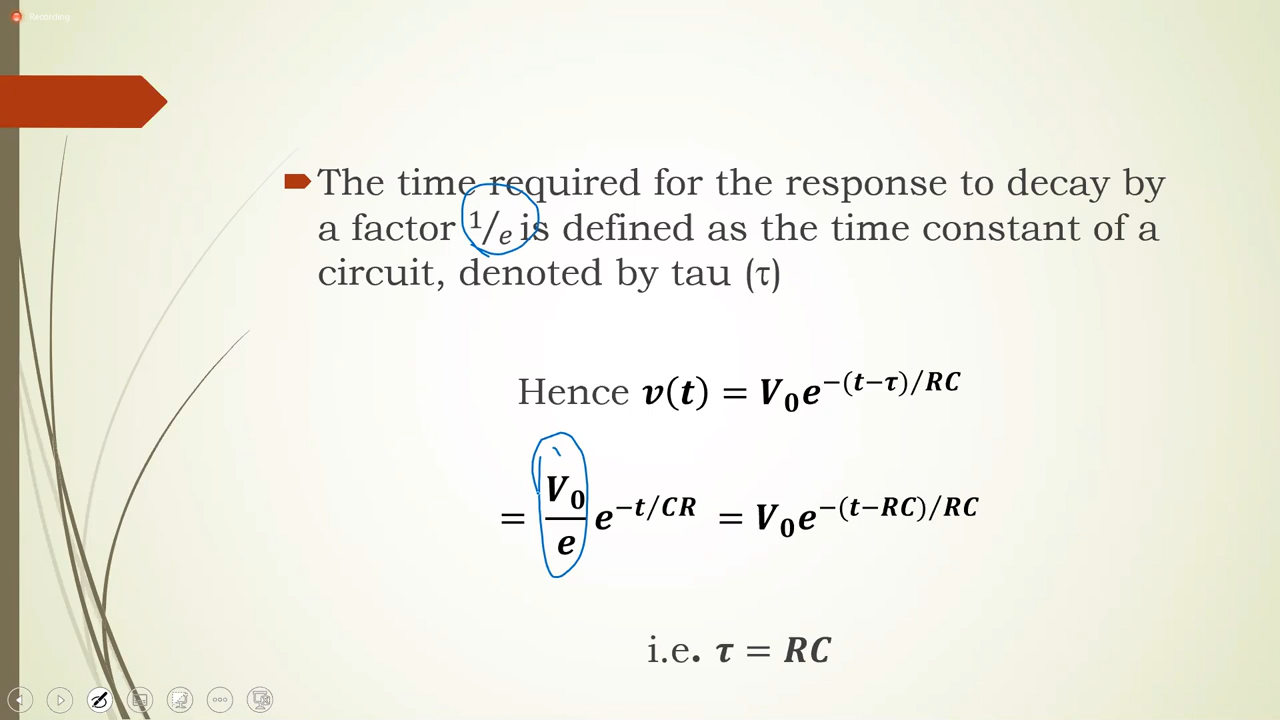 Recording
The time required for the response to decay by
a factor 1/e is defined as the time constant of a
circuit, denoted by tau (τ)
Hence v(t) = V₀e^{−(t−τ)/RC}
= V₀/e e^{−t/CR} = V₀e^{−(t−RC)/RC}
i.e. τ = RC